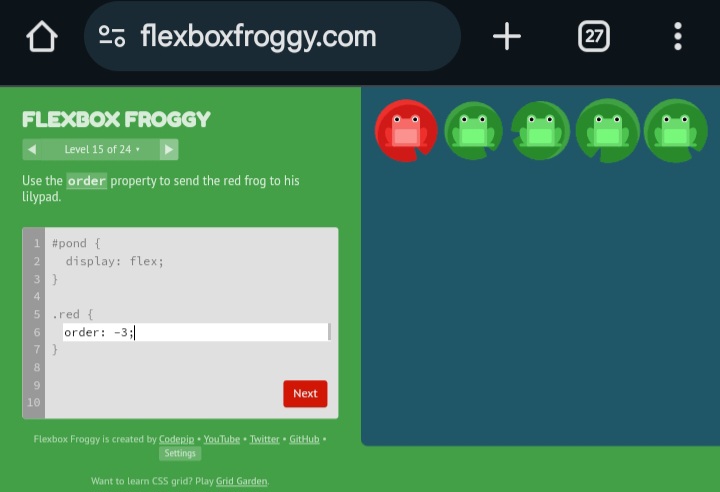 flexboxfroggy.com
27
FLEXBOX FROGGY
Level 15 of 24
Use the order property to send the red frog to his
lilypad.
1 #pond {
2 display: flex;
3 }
4
5 .red {
6 order: -3;
7 }
8
9
10
Next
Flexbox Froggy is created by Codepip • YouTube • Twitter • GitHub •
Settings
Want to learn CSS grid? Play Grid Garden.